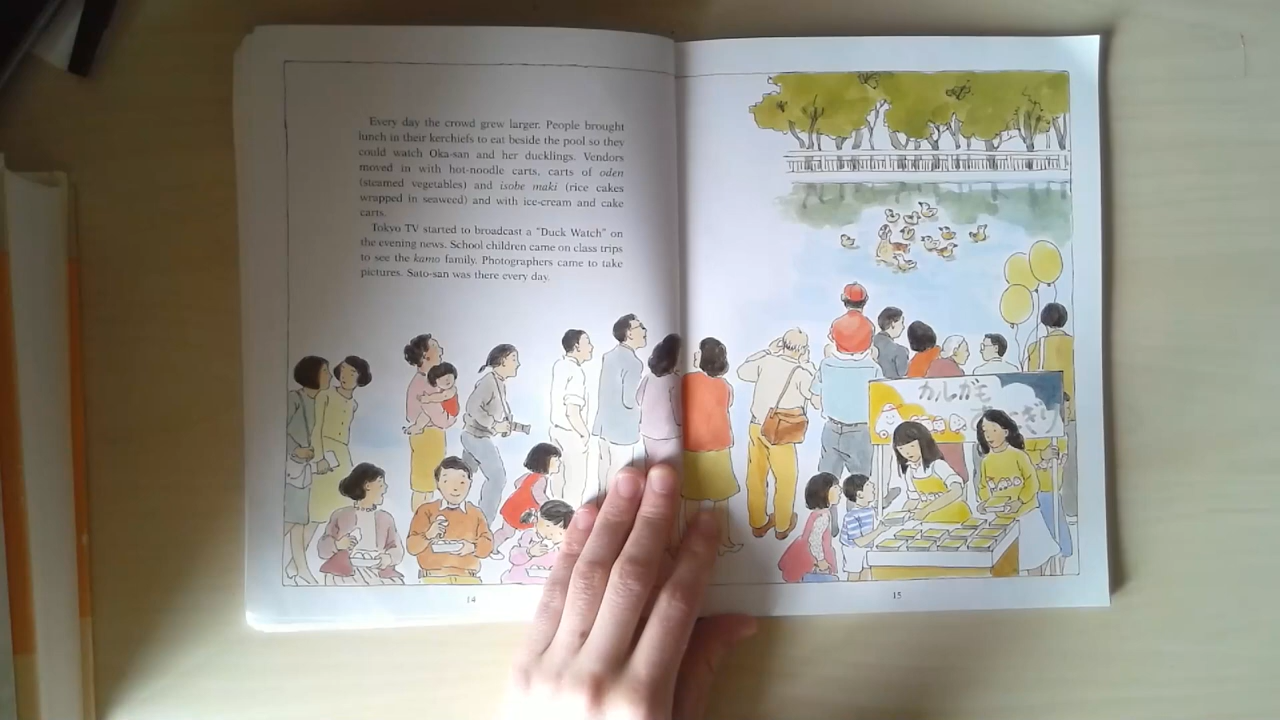 Every day the crowd grew larger. People brought
lunch in their kerchiefs to eat beside the pool so they
could watch Oka-san and her ducklings. Vendors
moved in with hot-noodle carts, carts of oden
(steamed vegetables) and isobe maki (rice cakes
wrapped in seaweed) and with ice-cream and cake
carts.
Tokyo TV started to broadcast a "Duck Watch" on
the evening news. School children came on class trips
to see the kamo family. Photographers came to take
pictures. Sato-san was there every day.
カルがも
14
15